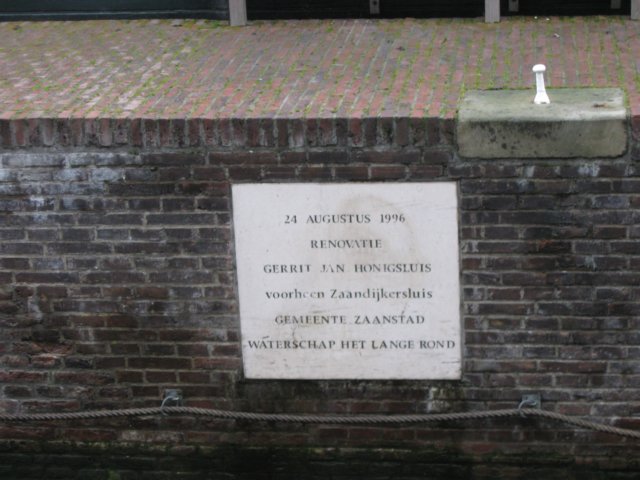 24 AUGUSTUS 1996
RENOVATIE
GERRIT JAN HONIGSLUIS
voorheen Zaandijkersluis
GEMEENTE ZAANSTAD
WATERSCHAP HET LANGE ROND